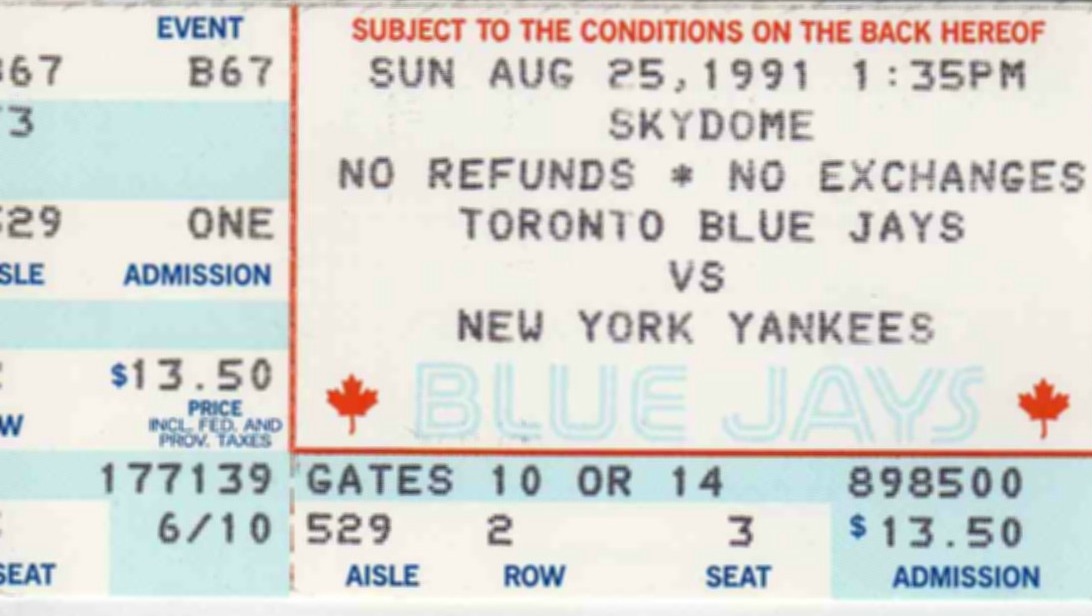 EVENT
B67
ONE
ADMISSION
$13.50
PRICE
INCL. FED. AND
PROV. TAXES
177139
6/10
SEAT
SUBJECT TO THE CONDITIONS ON THE BACK HEREOF
SUN AUG 25,1991 1:35PM
SKYDOME
NO REFUNDS * NO EXCHANGES
TORONTO BLUE JAYS
VS
NEW YORK YANKEES
BLUE JAYS
GATES 10 OR 14 898500
529 2 3 $13.50
AISLE ROW SEAT ADMISSION